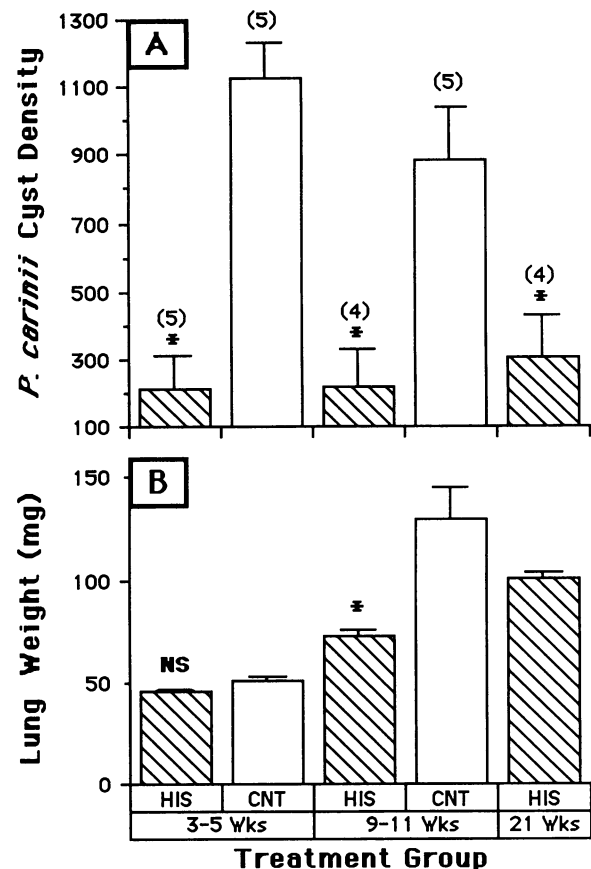 A
P. carinii Cyst Density
1300
1100
900
700
500
300
100
(5)
*
(5)
(4)
*
(5)
(4)
*
B
Lung Weight (mg)
150
100
50
0
NS
*
HIS CNT HIS CNT HIS
3-5 Wks 9-11 Wks 21 Wks
Treatment Group